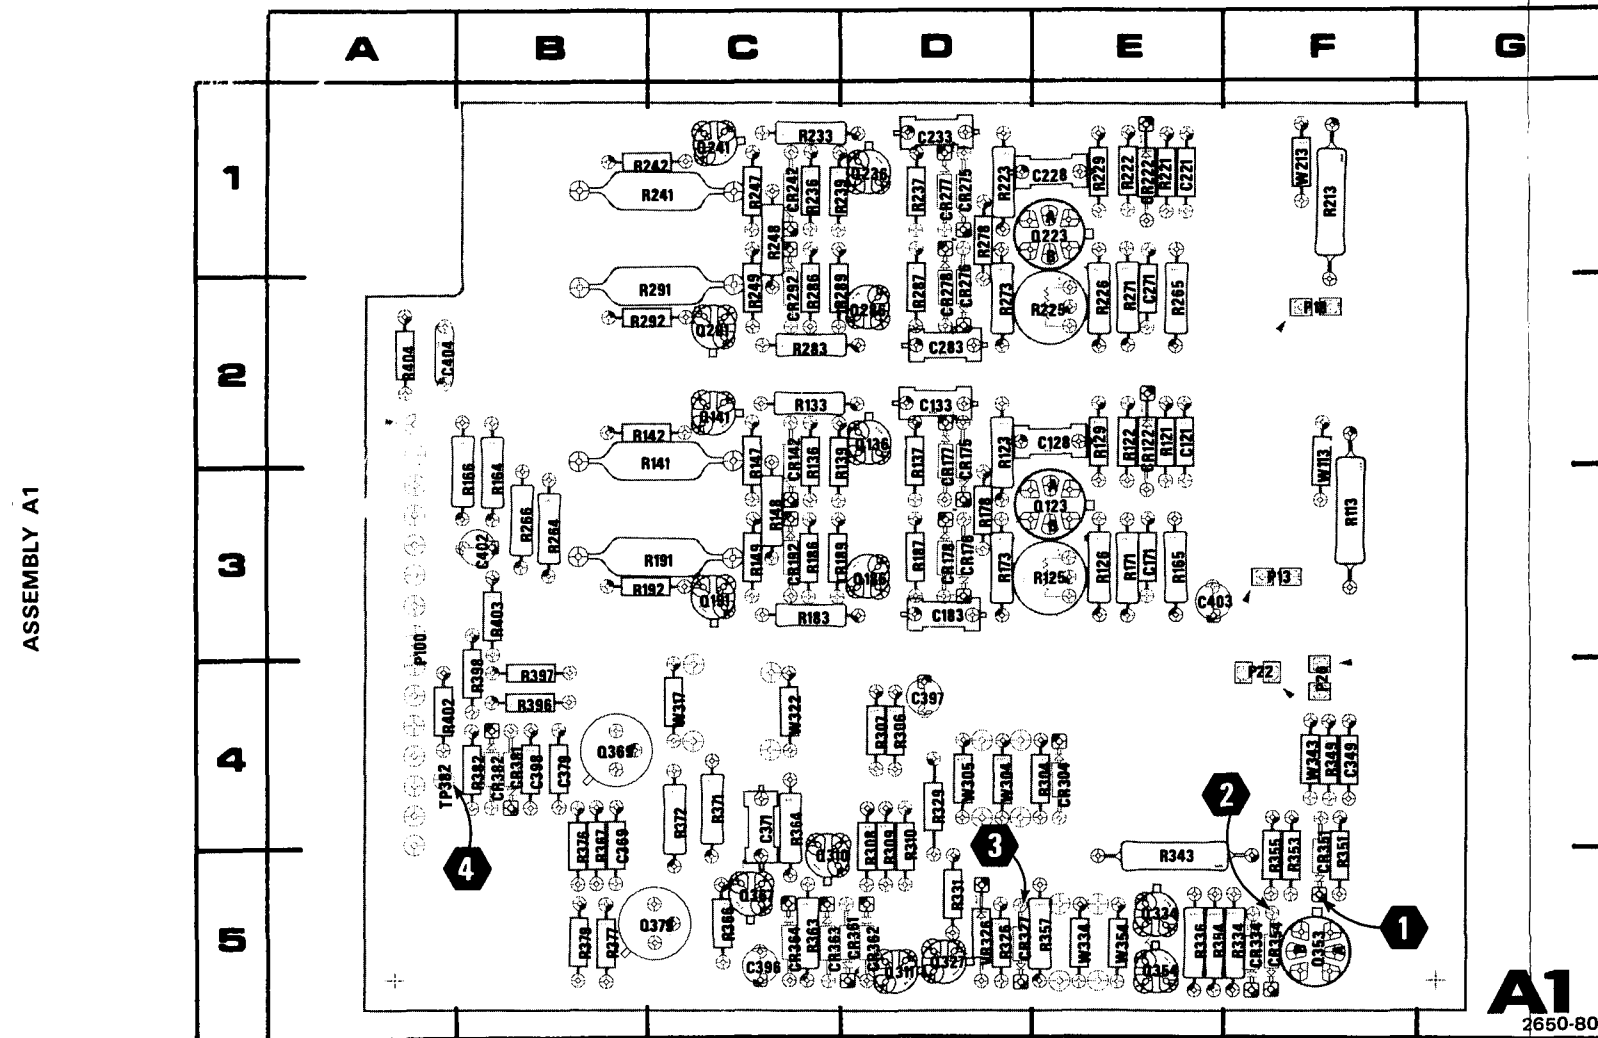 A B C D E F G
1
2
3
4
5
ASSEMBLY A1
R233 C233
Q241 R242 R241 R247 CR242 R236 R239 Q236 R237 CR277 CR275 R223 C228 R229 R222 CR222 R221 C221 W213 R213
R248 R278 A Q223 B
R291 R249 CR292 R286 R289 R287 CR278 CR276 R273 R225 R226 R271 C271 R265
R292 Q291 Q286 P18
R404 C404 R283 C283
Q141 R133 C133
R142 R141 R147 CR142 R136 R139 Q136 R137 CR177 CR175 R123 C128 R129 R122 CR122 R121 C121 W113
R166 R164 R266 R264 R148 R178 A Q123 B R113
C402 R191 R149 CR192 R186 R189 R187 CR178 CR176 R173 R125 R126 R171 C171 R165
R192 Q191 Q186 P13
R403 R183 C183 C403
P100
R398 R397 P22 P26
R402 R396 W317 W322 R307 R306 C397
Q369 W343 R349 C349
TP382 R382 CR382 CR381 C398 C379 W305 W304 R304 CR304
R372 R371 C371 R364 R329 2
R376 R367 C369 R308 R309 R310 3 R355 R353 CR351 R351
4 Q310 R343
R331
R366 Q367 Q334
R378 R377 Q379 CR364 R363 CR363 CR361 CR362 VR326 R326 CR327 R357 W334 W354 R336 R354 R334 CR334 CR354 Q353 1
C396 Q311 Q327 Q354
A1
2650-80